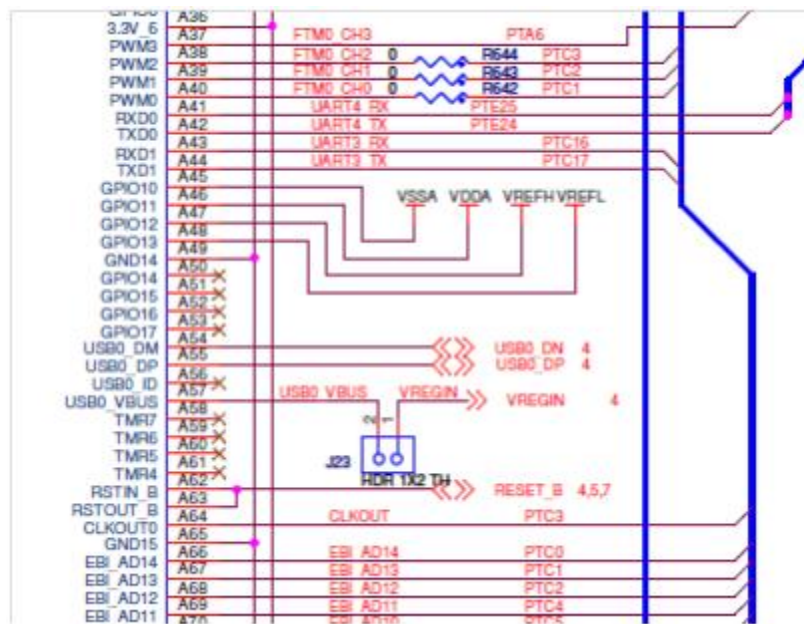 A36
3.3V_5
A37 FTM0_CH3 PTA6
PWM3
A38 FTM0_CH2 0 R644 PTC3
PWM2
A39 FTM0_CH1 0 R643 PTC2
PWM1
A40 FTM0_CH0 0 R642 PTC1
PWM0
A41 UART4_RX PTE25
RXD0
A42 UART4_TX PTE24
TXD0
A43 UART3_RX PTC16
RXD1
A44 UART3_TX PTC17
TXD1
A45
GPIO10
A46 VSSA VDDA VREFH VREFL
GPIO11
A47
GPIO12
A48
GPIO13
A49
GND14
A50
GPIO14
A51
GPIO15
A52
GPIO16
A53
GPIO17
A54
USB0_DM USB0_DN 4
A55
USB0_DP USB0_DP 4
A56
USB0_ID
A57 USB0_VBUS VREGIN
USB0_VBUS VREGIN 4
A58
TMR7 2 1
A59
TMR6
A60
TMR5
A61 J23
TMR4
A62 HDR 1X2 TH
RSTIN_B RESET_B 4,5,7
A63
RSTOUT_B
A64 CLKOUT PTC3
CLKOUT0
A65
GND15
A66 EBI_AD14 PTC0
EBI_AD14
A67 EBI_AD13 PTC1
EBI_AD13
A68 EBI_AD12 PTC2
EBI_AD12
A69 EBI_AD11 PTC4
EBI_AD11
A70 EBI_AD10 PTC5